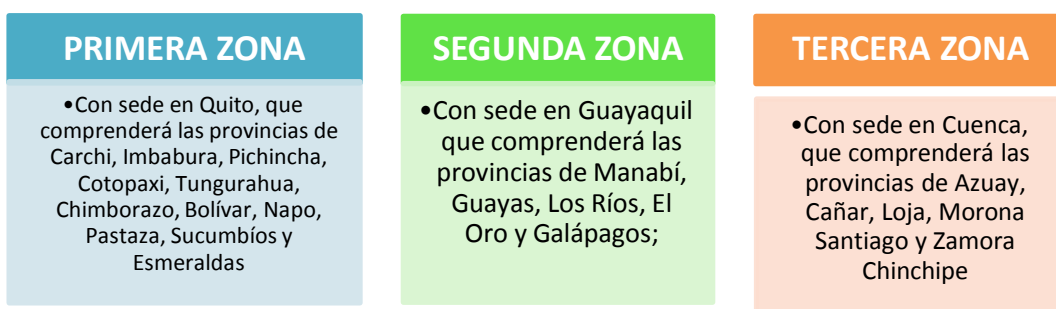 PRIMERA ZONA
•Con sede en Quito, que
comprenderá las provincias de
Carchi, Imbabura, Pichincha,
Cotopaxi, Tungurahua,
Chimborazo, Bolívar, Napo,
Pastaza, Sucumbíos y
Esmeraldas
SEGUNDA ZONA
•Con sede en Guayaquil
que comprenderá las
provincias de Manabí,
Guayas, Los Ríos, El
Oro y Galápagos;
TERCERA ZONA
•Con sede en Cuenca,
que comprenderá las
provincias de Azuay,
Cañar, Loja, Morona
Santiago y Zamora
Chinchipe